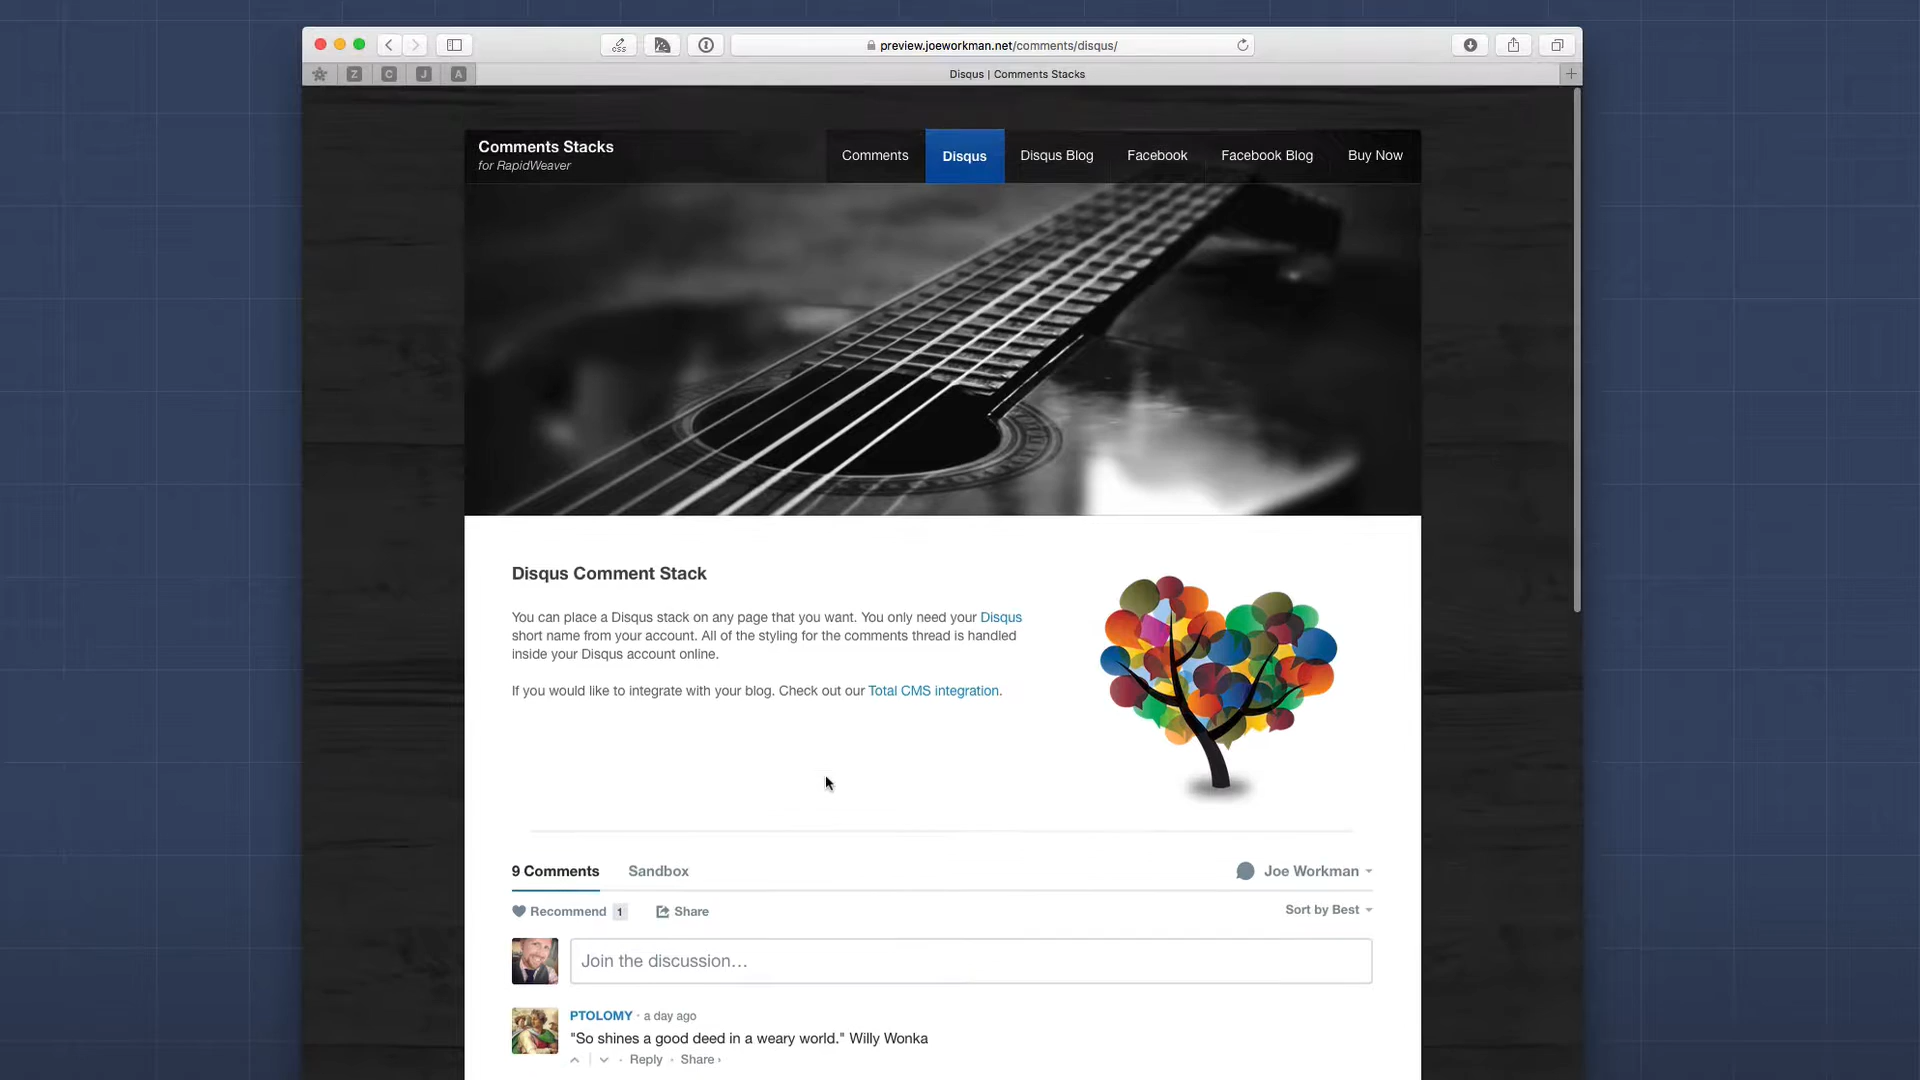 preview.joeworkman.net/comments/disqus/
Z C J A
Disqus | Comments Stacks
Comments Stacks
for RapidWeaver
Comments Disqus Disqus Blog Facebook Facebook Blog Buy Now
Disqus Comment Stack
You can place a Disqus stack on any page that you want. You only need your Disqus
short name from your account. All of the styling for the comments thread is handled
inside your Disqus account online.
If you would like to integrate with your blog. Check out our Total CMS integration.
9 Comments Sandbox Joe Workman
Recommend 1 Share Sort by Best
Join the discussion…
PTOLOMY · a day ago
"So shines a good deed in a weary world." Willy Wonka
Reply · Share ›